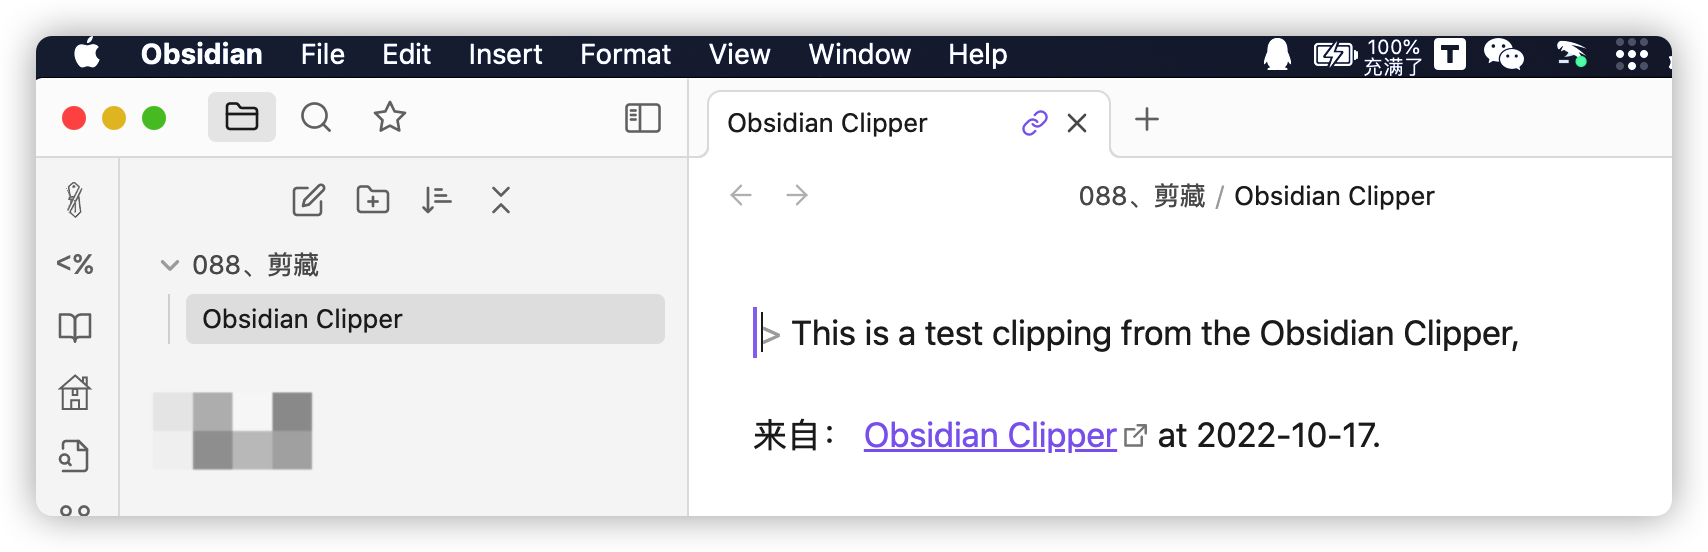 Obsidian File Edit Insert Format View Window Help 100%
充满了
T
Obsidian Clipper
088、剪藏 / Obsidian Clipper
<%
088、剪藏
Obsidian Clipper
> This is a test clipping from the Obsidian Clipper,
来自： Obsidian Clipper at 2022-10-17.